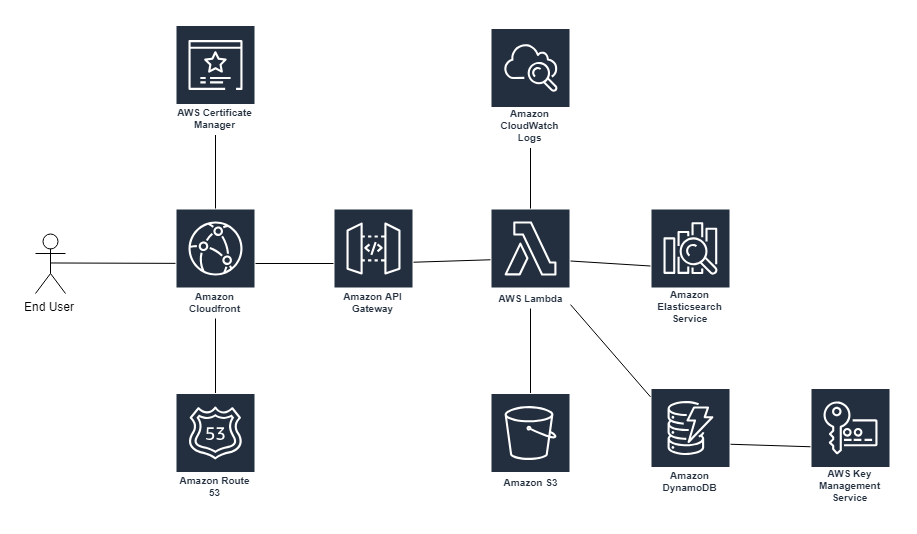 AWS Certificate
Manager
Amazon
CloudWatch
Logs
End User
Amazon
Cloudfront
</>
Amazon API
Gateway
AWS Lambda
Amazon
Elasticsearch
Service
53
Amazon Route
53
Amazon S3
Amazon
DynamoDB
AWS Key
Management
Service